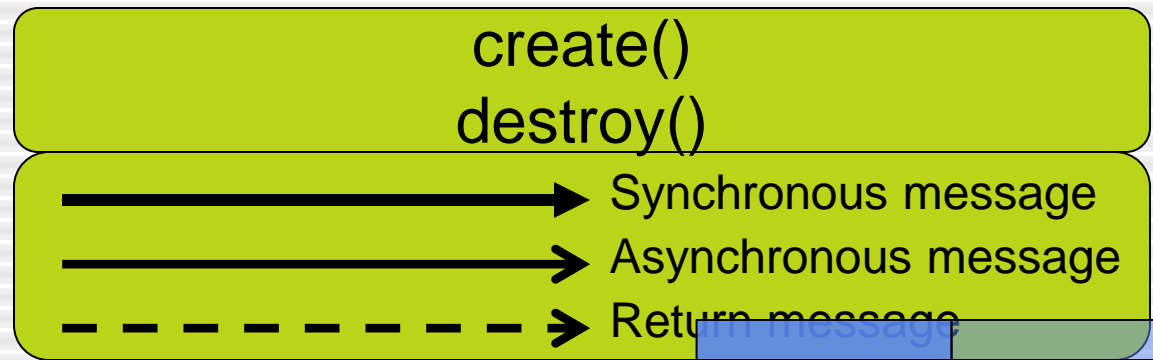 create()
destroy()
Synchronous message
Asynchronous message
Return message